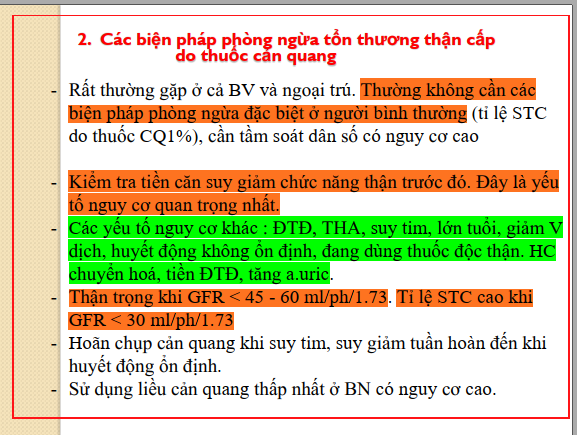 2. Các biện pháp phòng ngừa tổn thương thận cấp
do thuốc cản quang
- Rất thường gặp ở cả BV và ngoại trú. Thường không cần các
biện pháp phòng ngừa đặc biệt ở người bình thường (tỉ lệ STC
do thuốc CQ1%), cần tầm soát dân số có nguy cơ cao
- Kiểm tra tiền căn suy giảm chức năng thận trước đó. Đây là yếu
tố nguy cơ quan trọng nhất.
- Các yếu tố nguy cơ khác : ĐTĐ, THA, suy tim, lớn tuổi, giảm V
dịch, huyết động không ổn định, đang dùng thuốc độc thận. HC
chuyển hoá, tiền ĐTĐ, tăng a.uric.
- Thận trọng khi GFR < 45 - 60 ml/ph/1.73. Tỉ lệ STC cao khi
GFR < 30 ml/ph/1.73
- Hoãn chụp cản quang khi suy tim, suy giảm tuần hoàn đến khi
huyết động ổn định.
- Sử dụng liều cản quang thấp nhất ở BN có nguy cơ cao.